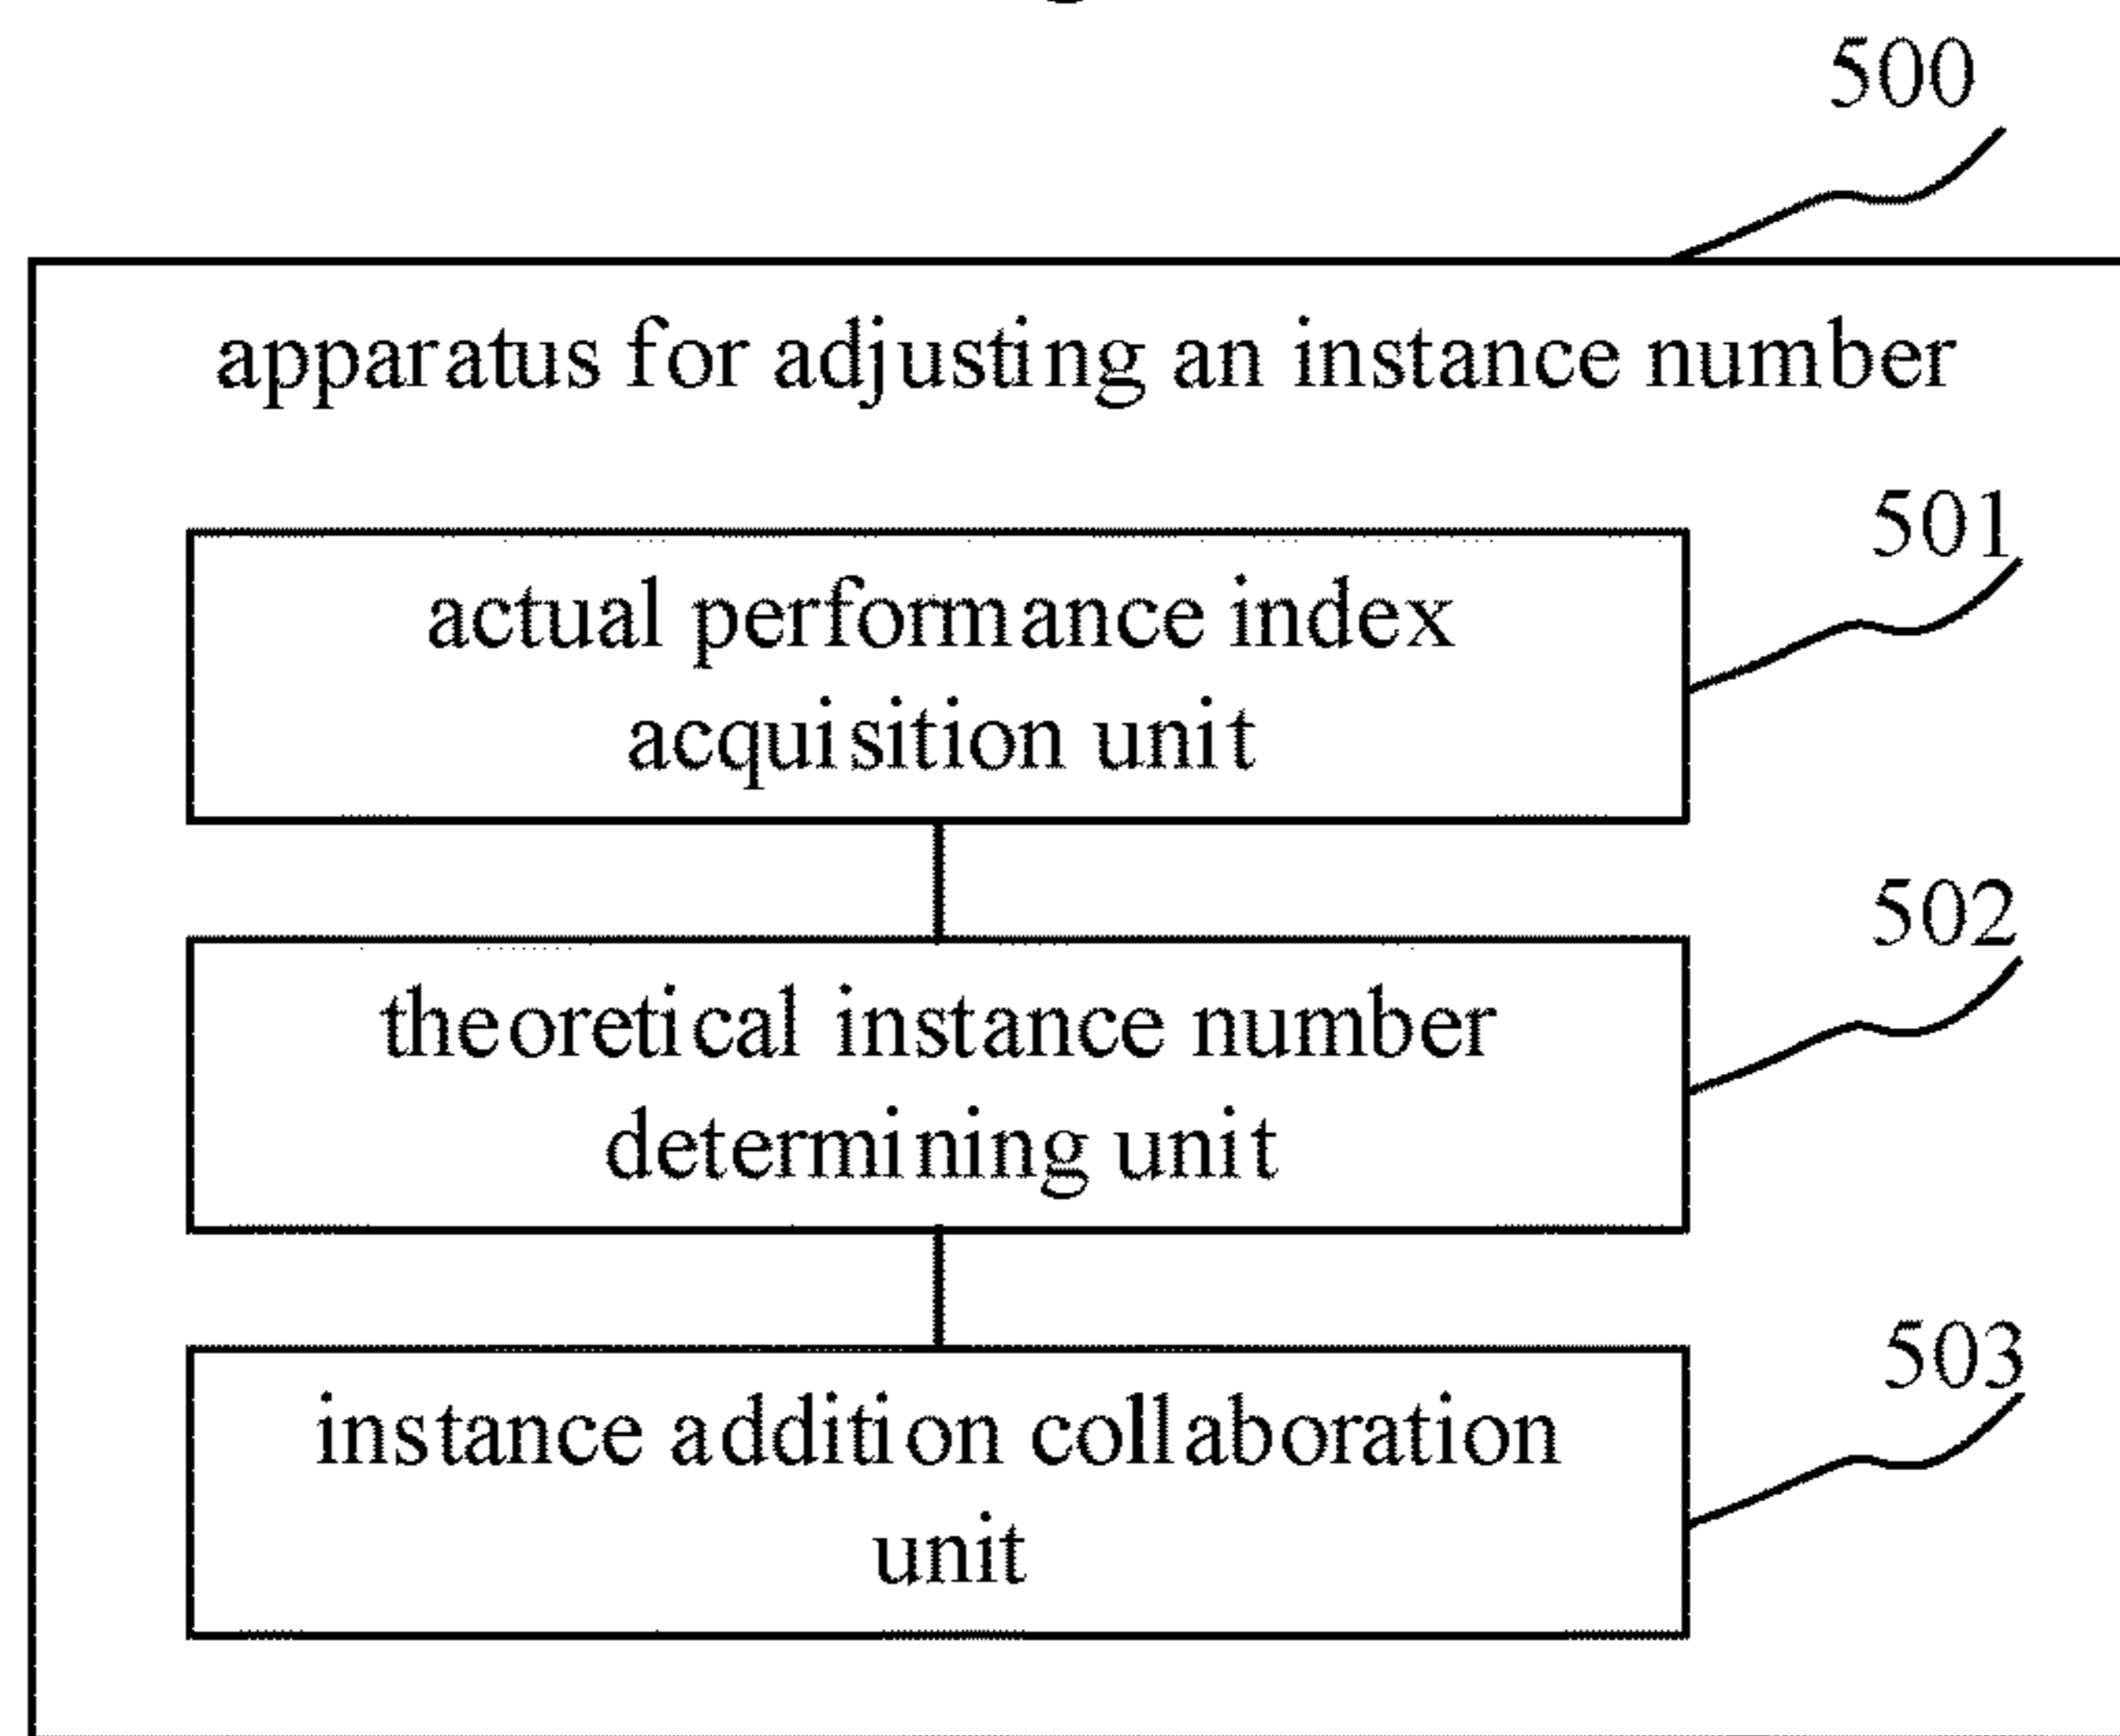 500
apparatus for adjusting an instance number
501
actual performance index
acquisition unit
502
theoretical instance number
determining unit
503
instance addition collaboration
unit